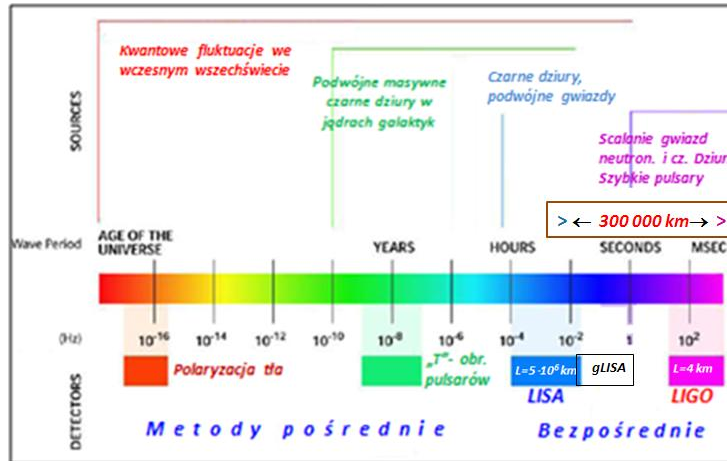 SOURCES
Kwantowe fluktuacje we
wczesnym wszechświecie
Podwójne masywne
czarne dziury w
jądrach galaktyk
Czarne dziury,
podwójne gwiazdy
Scalanie gwiazd
neutron. i cz. Dziur
Szybkie pulsary
> ← 300 000 km → >
Wave Period
AGE OF THE
UNIVERSE
YEARS
HOURS
SECONDS
MSEC
(Hz)
10⁻¹⁶ 10⁻¹⁴ 10⁻¹² 10⁻¹⁰ 10⁻⁸ 10⁻⁶ 10⁻⁴ 10⁻² 1 10²
DETECTORS
Polaryzacja tła
„T"- obr.
pulsarów
L=5·10⁶ km
gLISA
L=4 km
LISA
LIGO
Metody pośrednie
Bezpośrednie